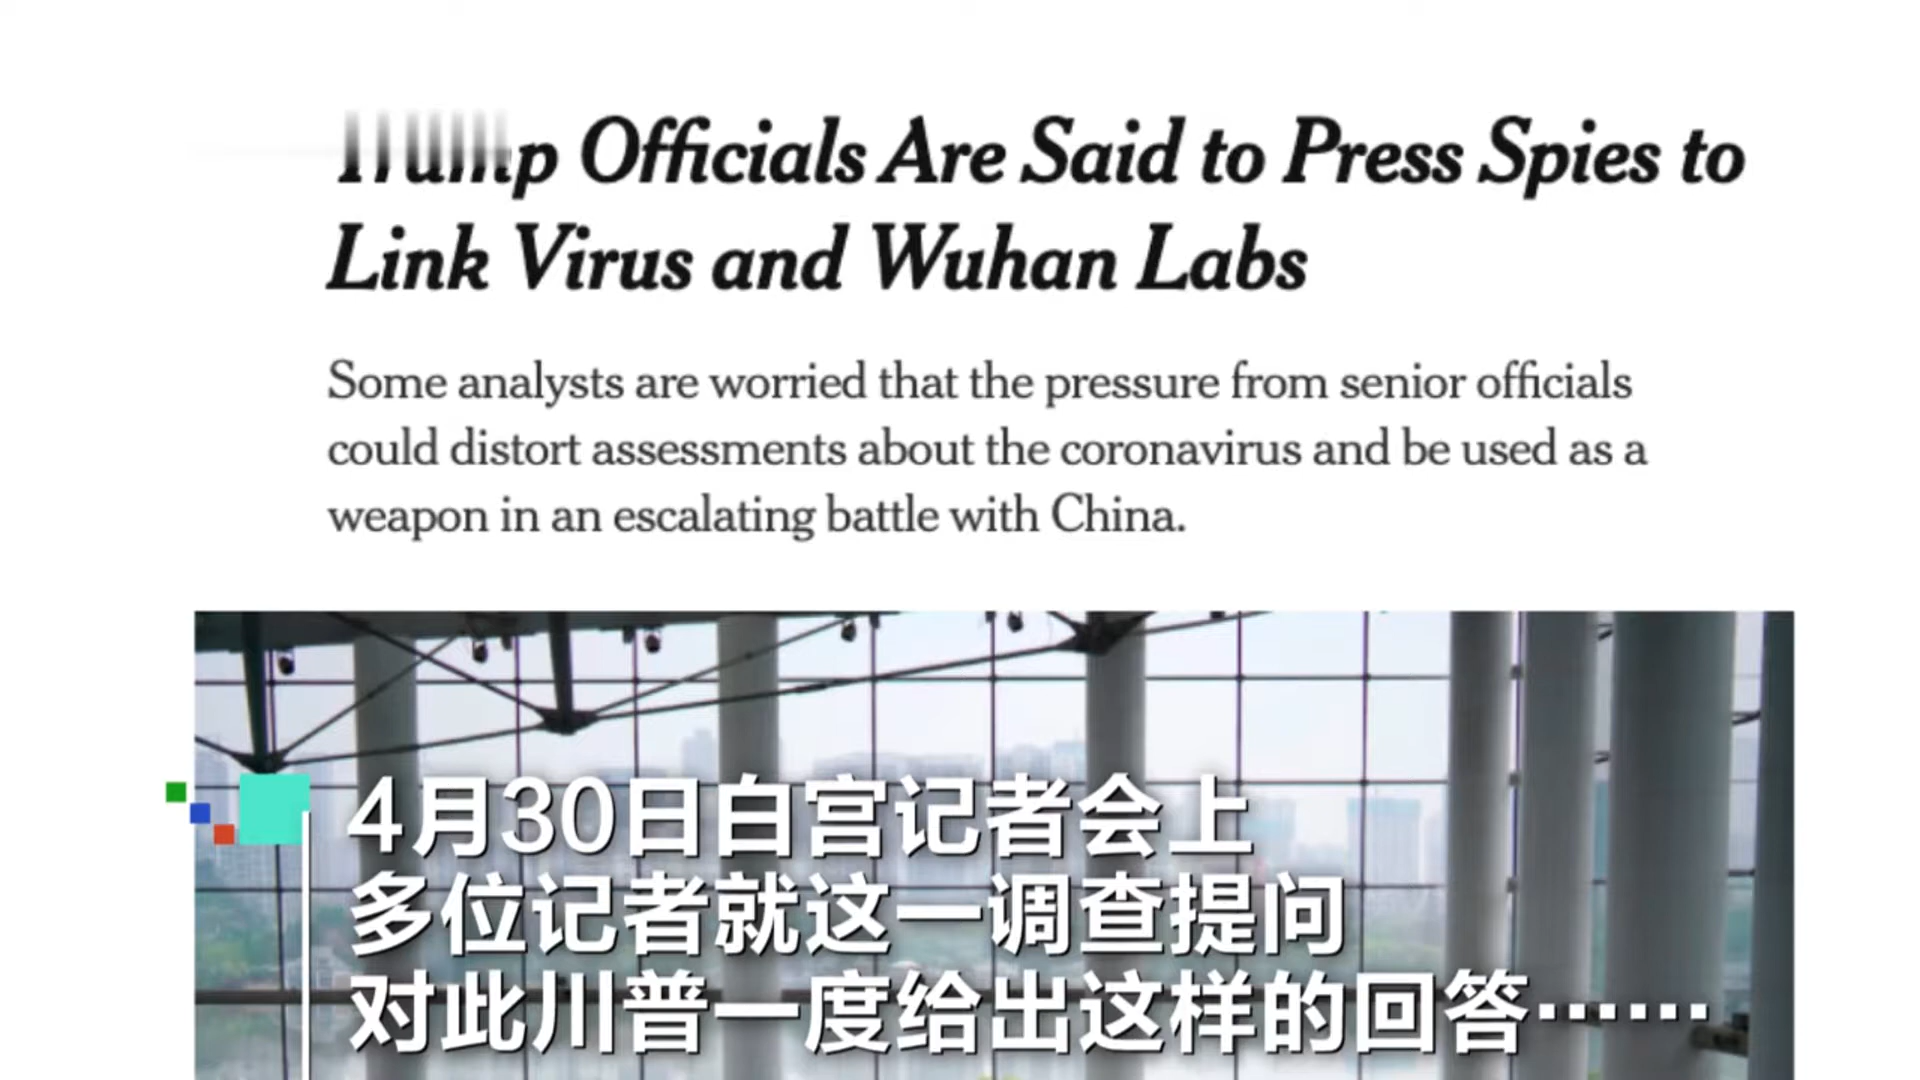 Trump Officials Are Said to Press Spies to
Link Virus and Wuhan Labs
Some analysts are worried that the pressure from senior officials
could distort assessments about the coronavirus and be used as a
weapon in an escalating battle with China.
4月30日白宫记者会上
多位记者就这一调查提问
对此川普一度给出这样的回答……